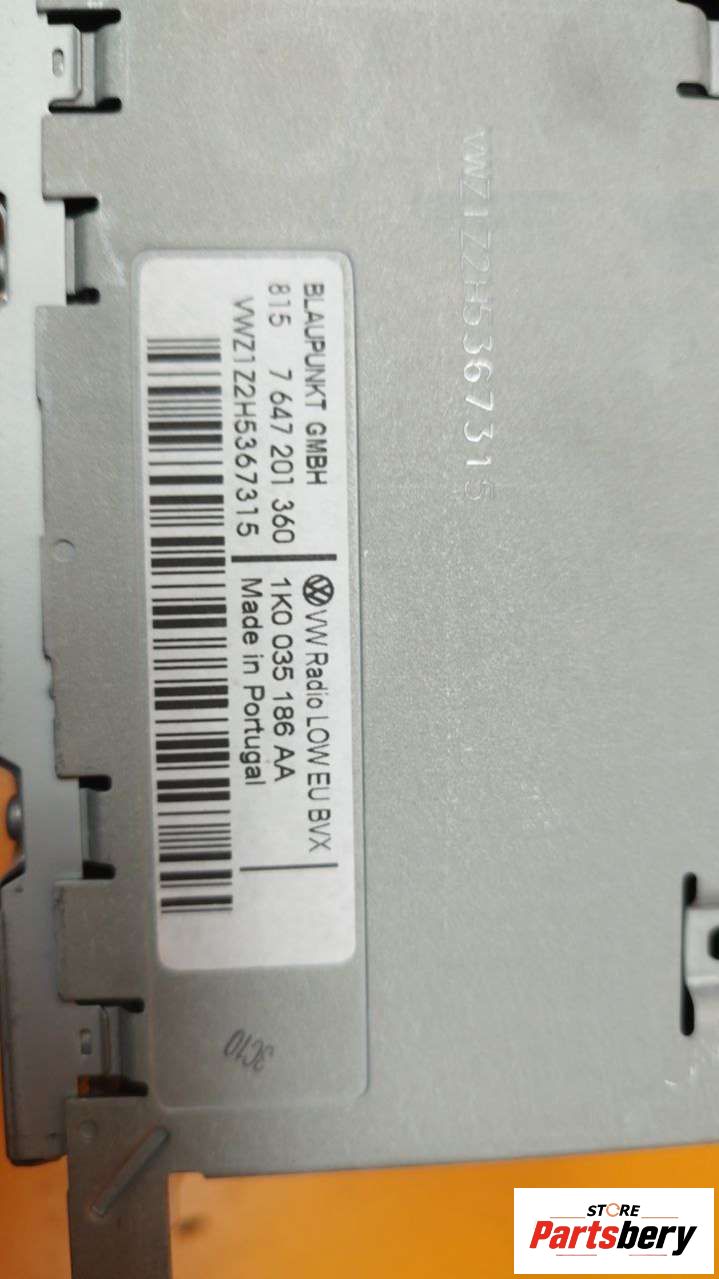 VWZ1Z2H5367315
BLAUPUNKT GMBH
815 7 647 201 360
VWZ1Z2H5367315
VW Radio LOW EU BVX
1K0 035 186 AA
Made in Portugal
3C10
STORE
Partsbery